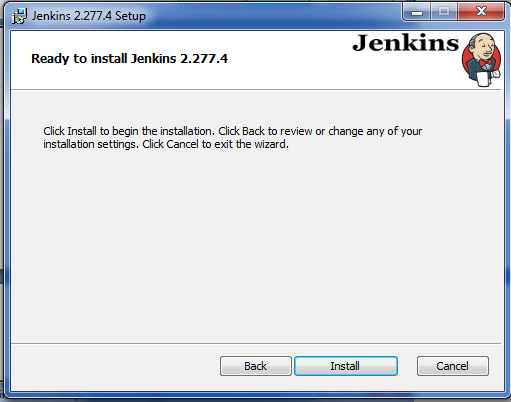 Jenkins 2.277.4 Setup
Ready to install Jenkins 2.277.4
Jenkins
Click Install to begin the installation. Click Back to review or change any of your
installation settings. Click Cancel to exit the wizard.
Back
Install
Cancel